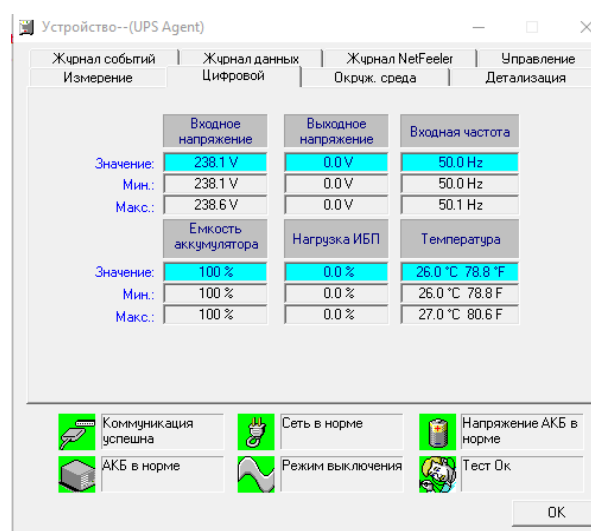 Устройство--(UPS Agent)
Журнал событий Журнал данных Журнал NetFeeler Управление
Измерение Цифровой Окруж. среда Детализация
Входное напряжение Выходное напряжение Входная частота
Значение: 238.1 V 0.0 V 50.0 Hz
Мин.: 238.1 V 0.0 V 50.0 Hz
Макс.: 238.6 V 0.0 V 50.1 Hz
Емкость аккумулятора Нагрузка ИБП Температура
Значение: 100 % 0.0 % 26.0 °C 78.8 °F
Мин.: 100 % 0.0 % 26.0 °C 78.8 F
Макс.: 100 % 0.0 % 27.0 °C 80.6 F
Коммуникация успешна
Сеть в норме
Напряжение АКБ в норме
АКБ в норме
Режим выключения
Тест Ок
OK